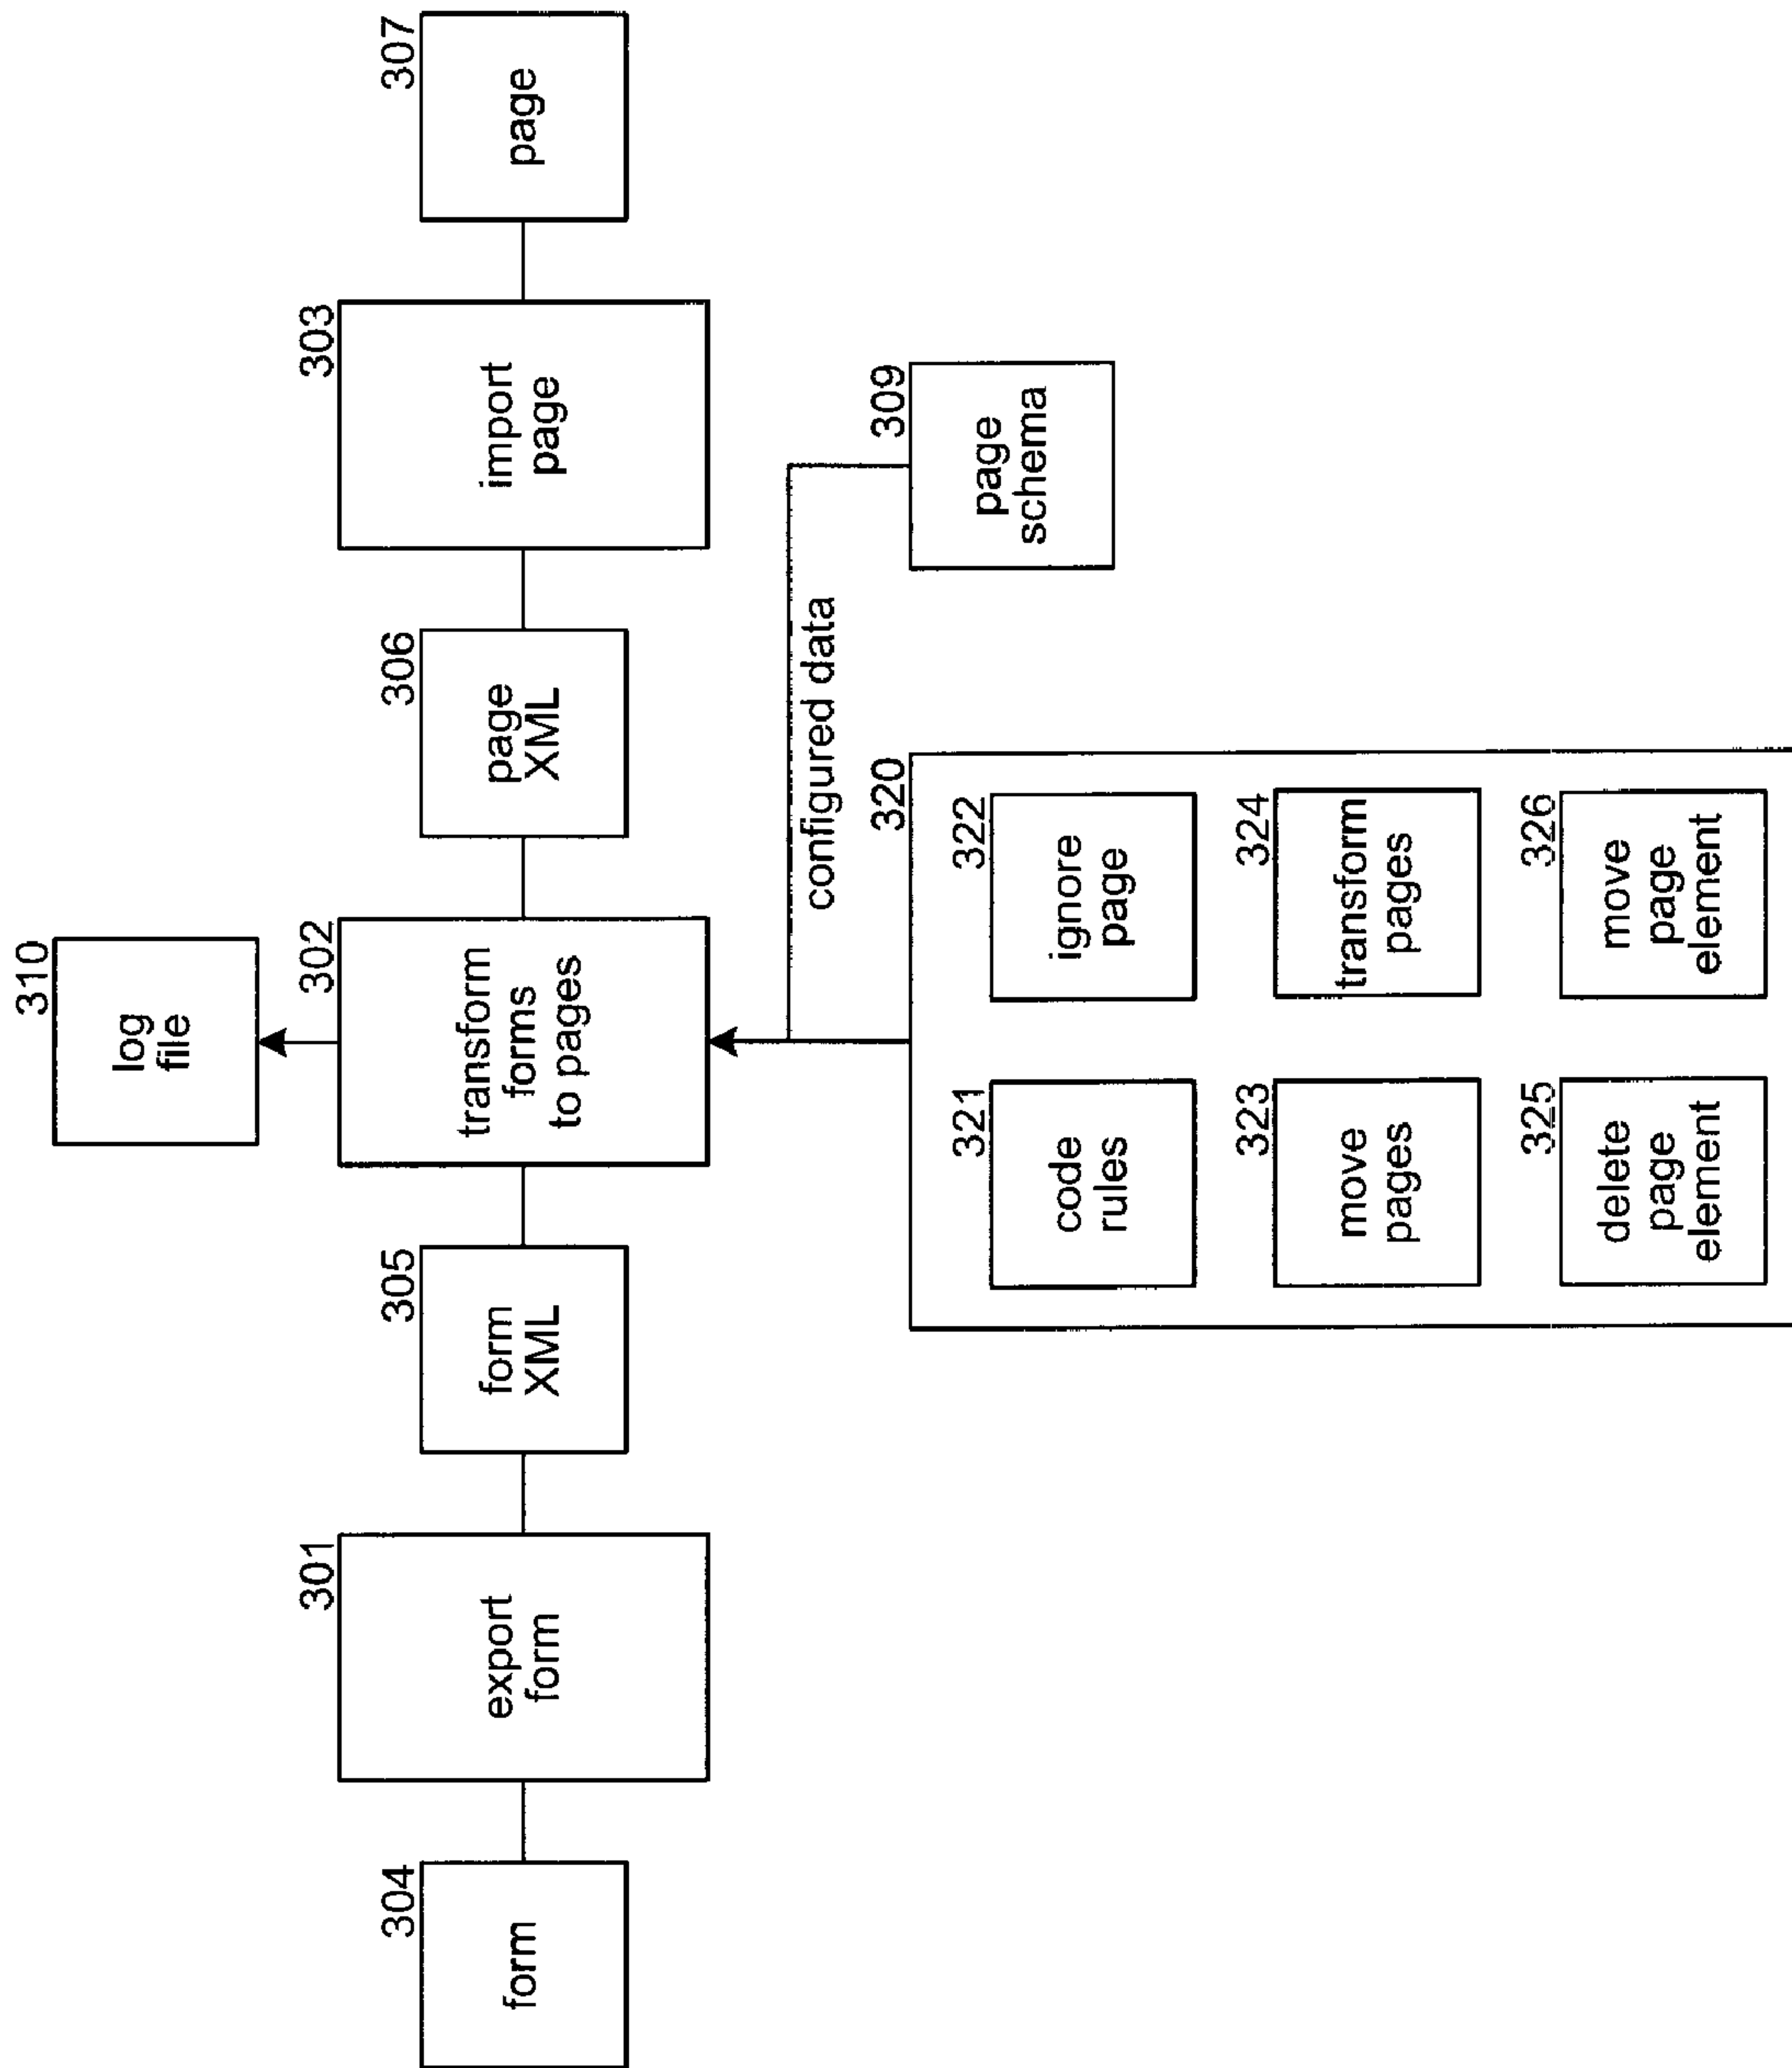 310
log
file
304
form
301
export
form
305
form
XML
302
transform
forms
to pages
306
page
XML
303
import
page
307
page
configured data
309
page
schema
320
321
code
rules
322
ignore
page
323
move
pages
324
transform
pages
325
delete
page
element
326
move
page
element